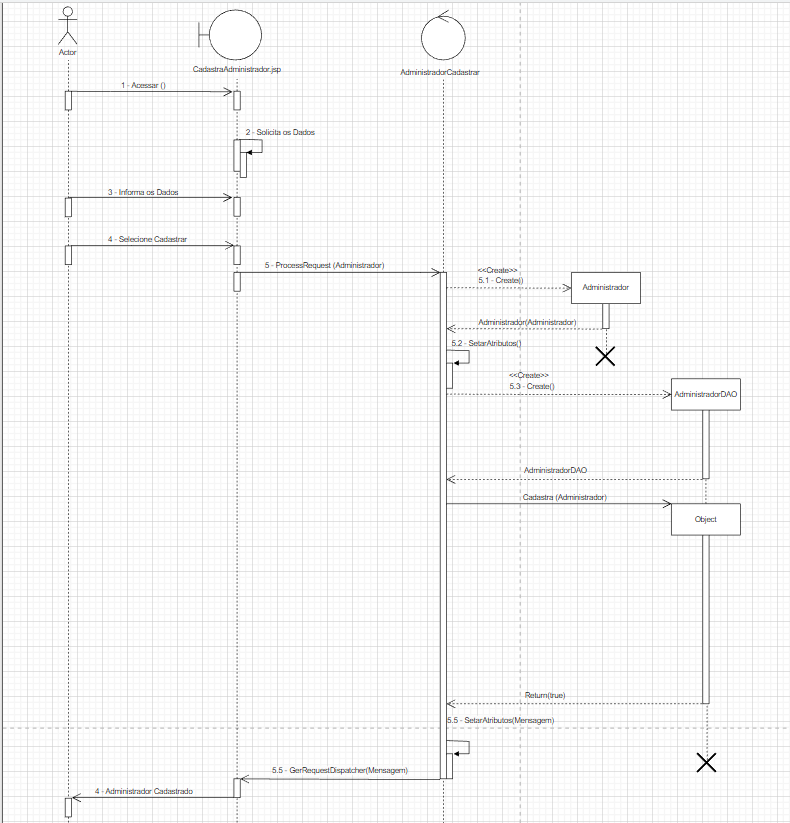 Actor
CadastraAdministrador.jsp
AdministradorCadastrar
1 - Acessar ()
2 - Solicita os Dados
3 - Informa os Dados
4 - Selecione Cadastrar
5 - ProcessRequest (Administrador)
<<Create>>
5.1 - Create()
Administrador
Administrador(Administrador)
5.2 - SetarAtributos()
<<Create>>
5.3 - Create()
AdministradorDAO
AdministradorDAO
Cadastra (Administrador)
Object
Return(true)
5.5 - SetarAtributos(Mensagem)
5.5 - GerRequestDispatcher(Mensagem)
4 - Administrador Cadastrado